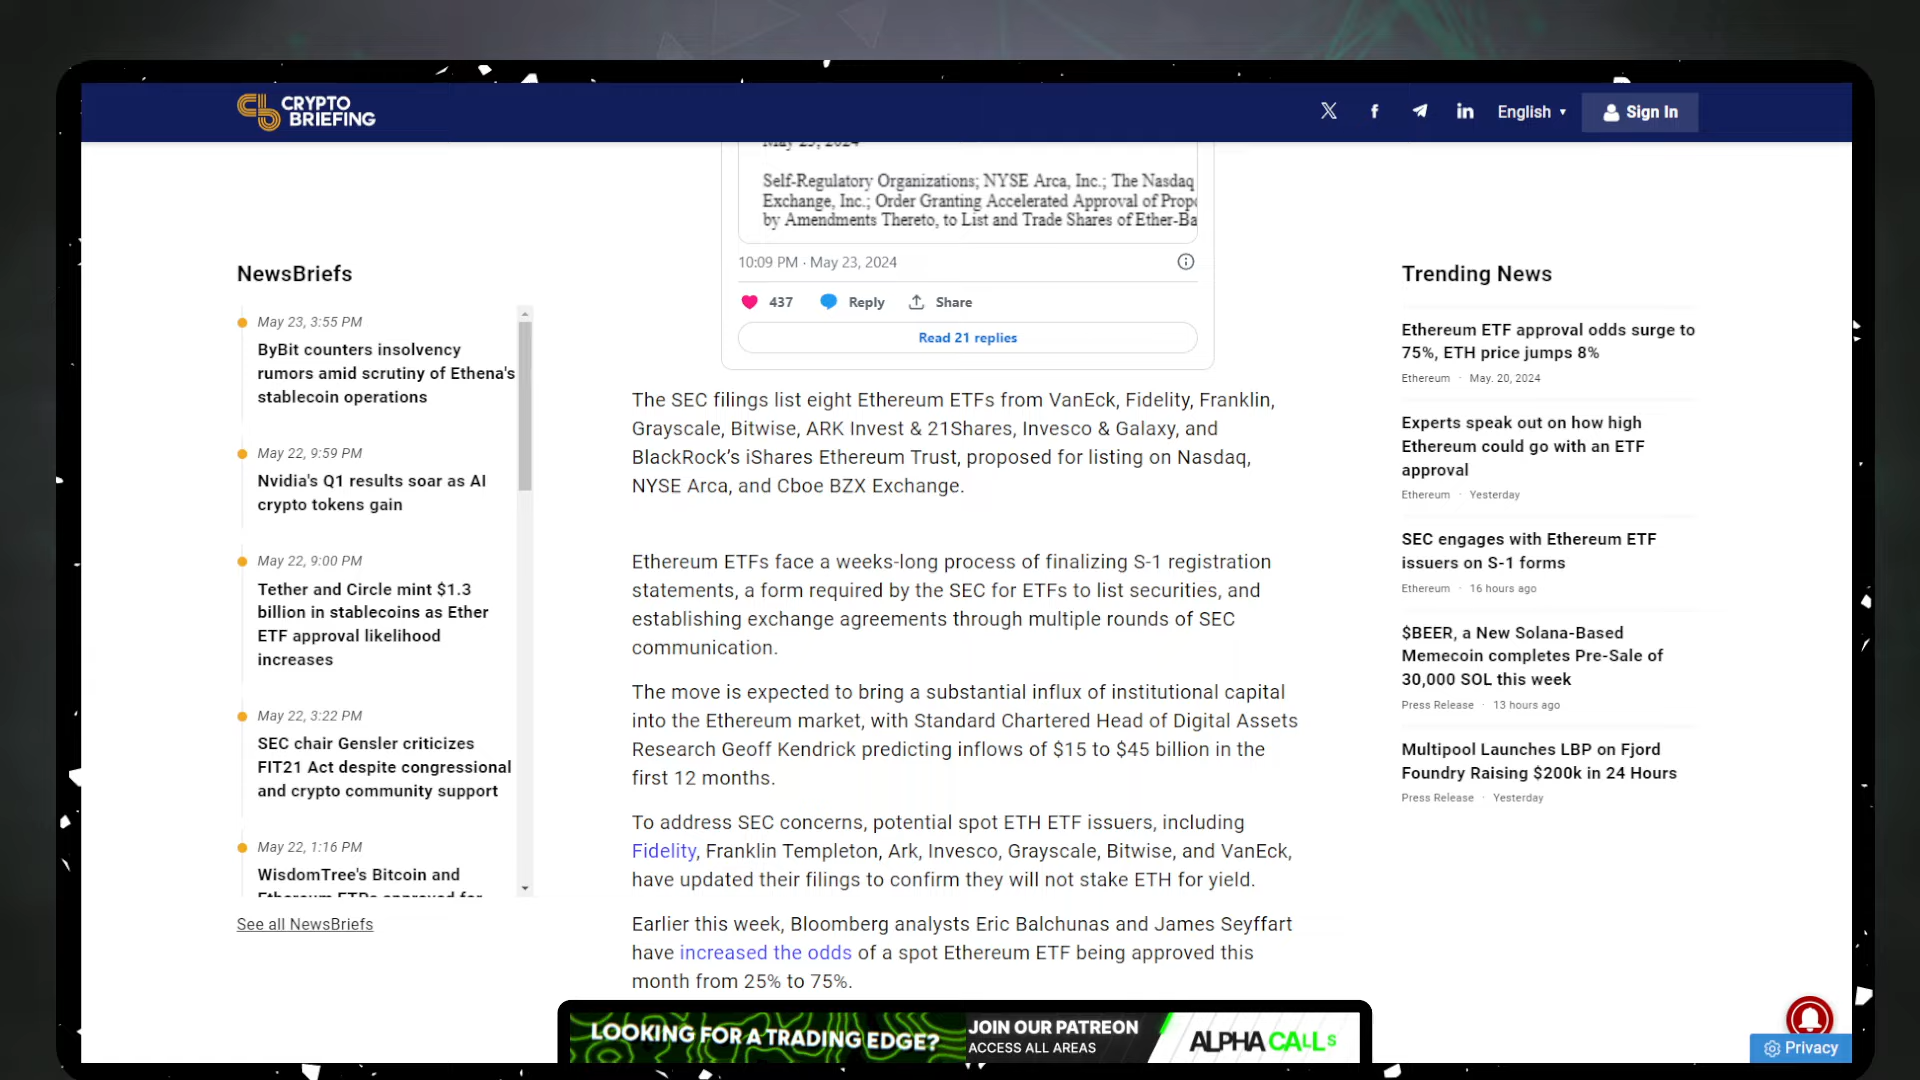 CRYPTO
BRIEFING
English
Sign In
May 23, 2024
Self-Regulatory Organizations; NYSE Arca, Inc.; The Nasdaq
Exchange, Inc.; Order Granting Accelerated Approval of Propo
by Amendments Thereto, to List and Trade Shares of Ether-Ba
10:09 PM · May 23, 2024
437 Reply Share
Read 21 replies
NewsBriefs
May 23, 3:55 PM
ByBit counters insolvency
rumors amid scrutiny of Ethena's
stablecoin operations
May 22, 9:59 PM
Nvidia's Q1 results soar as AI
crypto tokens gain
May 22, 9:00 PM
Tether and Circle mint $1.3
billion in stablecoins as Ether
ETF approval likelihood
increases
May 22, 3:22 PM
SEC chair Gensler criticizes
FIT21 Act despite congressional
and crypto community support
May 22, 1:16 PM
WisdomTree's Bitcoin and
Ethereum ETPs approved for
See all NewsBriefs
The SEC filings list eight Ethereum ETFs from VanEck, Fidelity, Franklin,
Grayscale, Bitwise, ARK Invest & 21Shares, Invesco & Galaxy, and
BlackRock’s iShares Ethereum Trust, proposed for listing on Nasdaq,
NYSE Arca, and Cboe BZX Exchange.
Ethereum ETFs face a weeks-long process of finalizing S-1 registration
statements, a form required by the SEC for ETFs to list securities, and
establishing exchange agreements through multiple rounds of SEC
communication.
The move is expected to bring a substantial influx of institutional capital
into the Ethereum market, with Standard Chartered Head of Digital Assets
Research Geoff Kendrick predicting inflows of $15 to $45 billion in the
first 12 months.
To address SEC concerns, potential spot ETH ETF issuers, including
Fidelity, Franklin Templeton, Ark, Invesco, Grayscale, Bitwise, and VanEck,
have updated their filings to confirm they will not stake ETH for yield.
Earlier this week, Bloomberg analysts Eric Balchunas and James Seyffart
have increased the odds of a spot Ethereum ETF being approved this
month from 25% to 75%.
Trending News
Ethereum ETF approval odds surge to
75%, ETH price jumps 8%
Ethereum · May. 20, 2024
Experts speak out on how high
Ethereum could go with an ETF
approval
Ethereum · Yesterday
SEC engages with Ethereum ETF
issuers on S-1 forms
Ethereum · 16 hours ago
$BEER, a New Solana-Based
Memecoin completes Pre-Sale of
30,000 SOL this week
Press Release · 13 hours ago
Multipool Launches LBP on Fjord
Foundry Raising $200k in 24 Hours
Press Release · Yesterday
LOOKING FOR A TRADING EDGE?
JOIN OUR PATREON
ACCESS ALL AREAS
ALPHA CALLS
Privacy